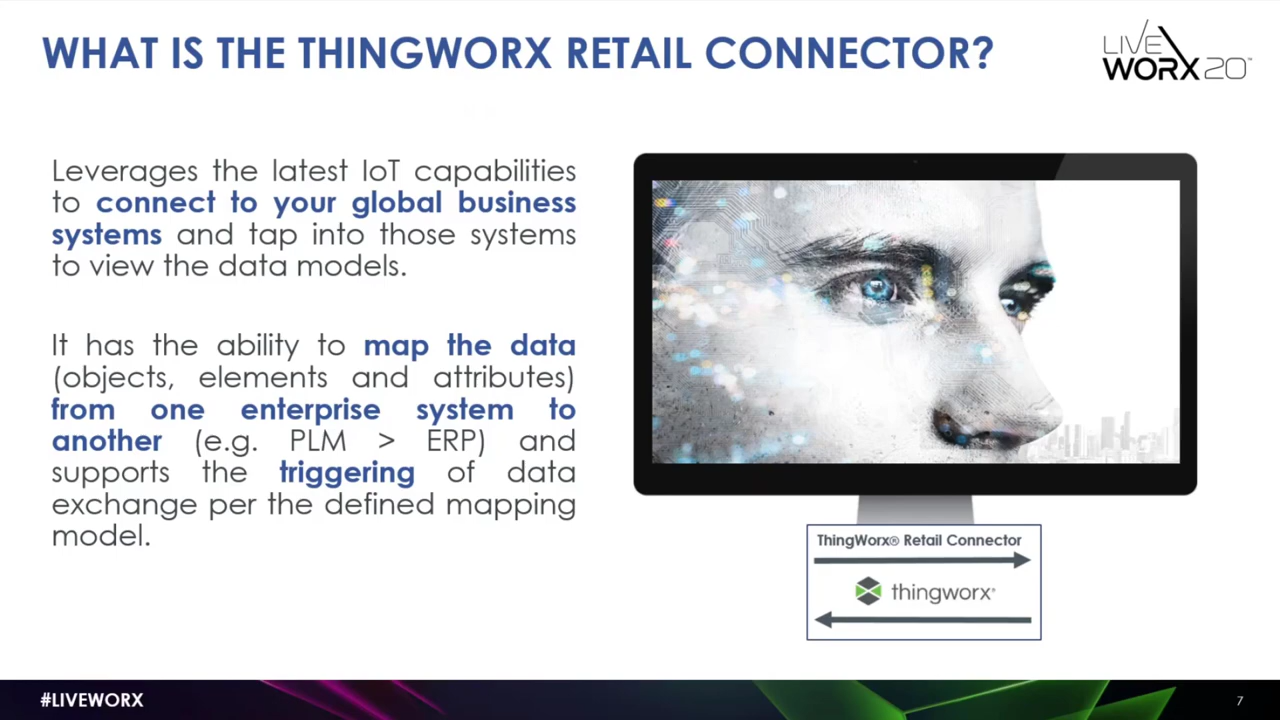 WHAT IS THE THINGWORX RETAIL CONNECTOR?
LIVE
WORX20™
Leverages the latest IoT capabilities
to connect to your global business
systems and tap into those systems
to view the data models.
It has the ability to map the data
(objects, elements and attributes)
from one enterprise system to
another (e.g. PLM > ERP) and
supports the triggering of data
exchange per the defined mapping
model.
ThingWorx® Retail Connector
thingworx®
#LIVEWORX
7